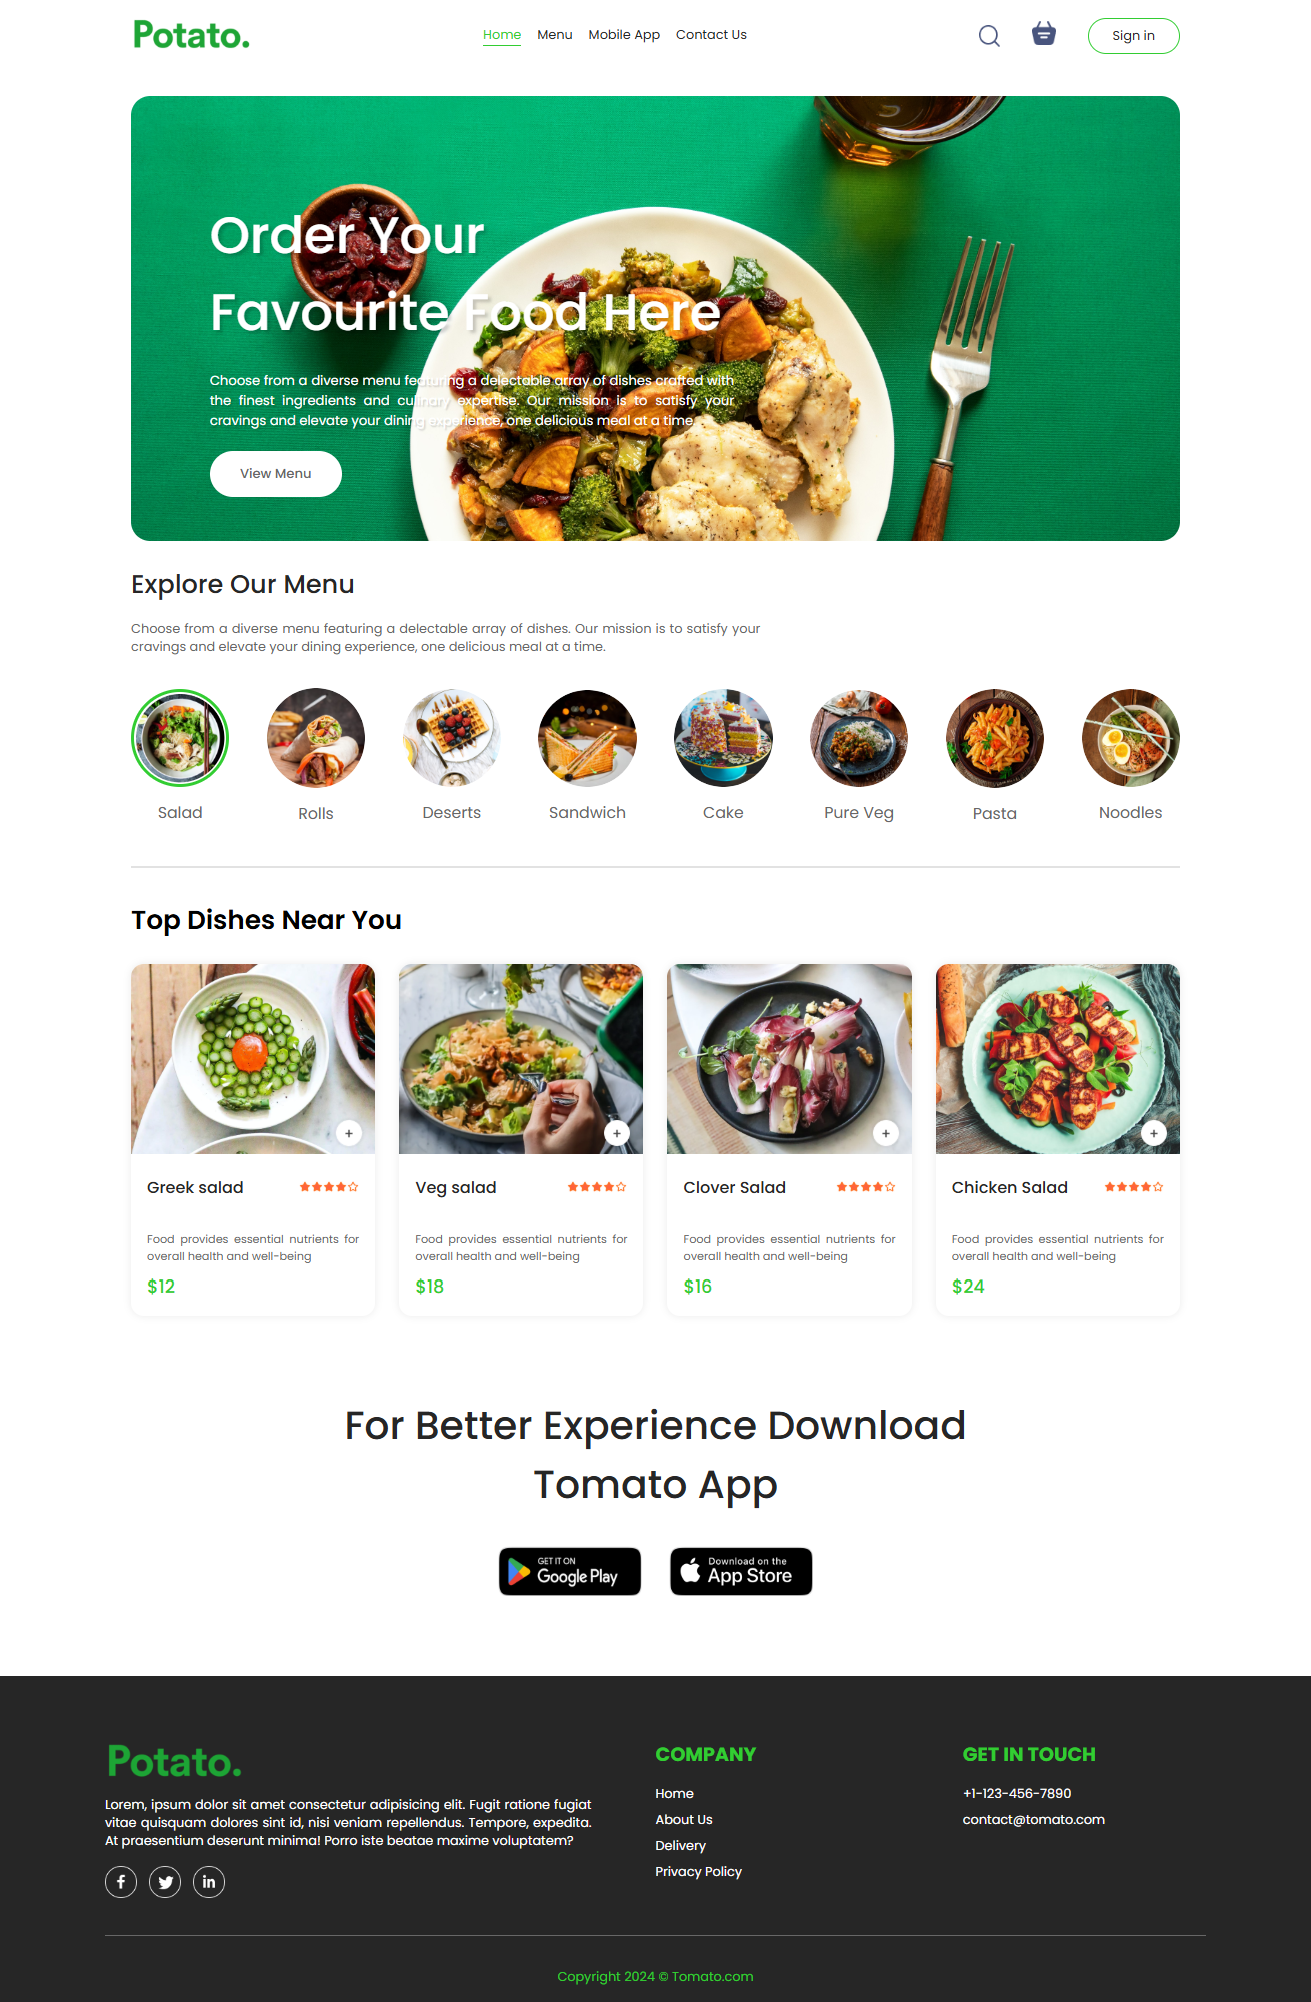 Potato.
Home Menu Mobile App Contact Us
Sign in
Order Your
Favourite Food Here
Choose from a diverse menu featuring a delectable array of dishes crafted with
the finest ingredients and culinary expertise. Our mission is to satisfy your
cravings and elevate your dining experience, one delicious meal at a time.
View Menu
Explore Our Menu
Choose from a diverse menu featuring a delectable array of dishes. Our mission is to satisfy your
cravings and elevate your dining experience, one delicious meal at a time.
Salad Rolls Deserts Sandwich Cake Pure Veg Pasta Noodles
Top Dishes Near You
Greek salad
Food provides essential nutrients for
overall health and well-being
$12
Veg salad
Food provides essential nutrients for
overall health and well-being
$18
Clover Salad
Food provides essential nutrients for
overall health and well-being
$16
Chicken Salad
Food provides essential nutrients for
overall health and well-being
$24
For Better Experience Download
Tomato App
GET IT ON
Google Play
Download on the
App Store
Potato.
Lorem, ipsum dolor sit amet consectetur adipisicing elit. Fugit ratione fugiat
vitae quisquam dolores sint id, nisi veniam repellendus. Tempore, expedita.
At praesentium deserunt minima! Porro iste beatae maxime voluptatem?
COMPANY
Home
About Us
Delivery
Privacy Policy
GET IN TOUCH
+1-123-456-7890
contact@tomato.com
Copyright 2024 © Tomato.com